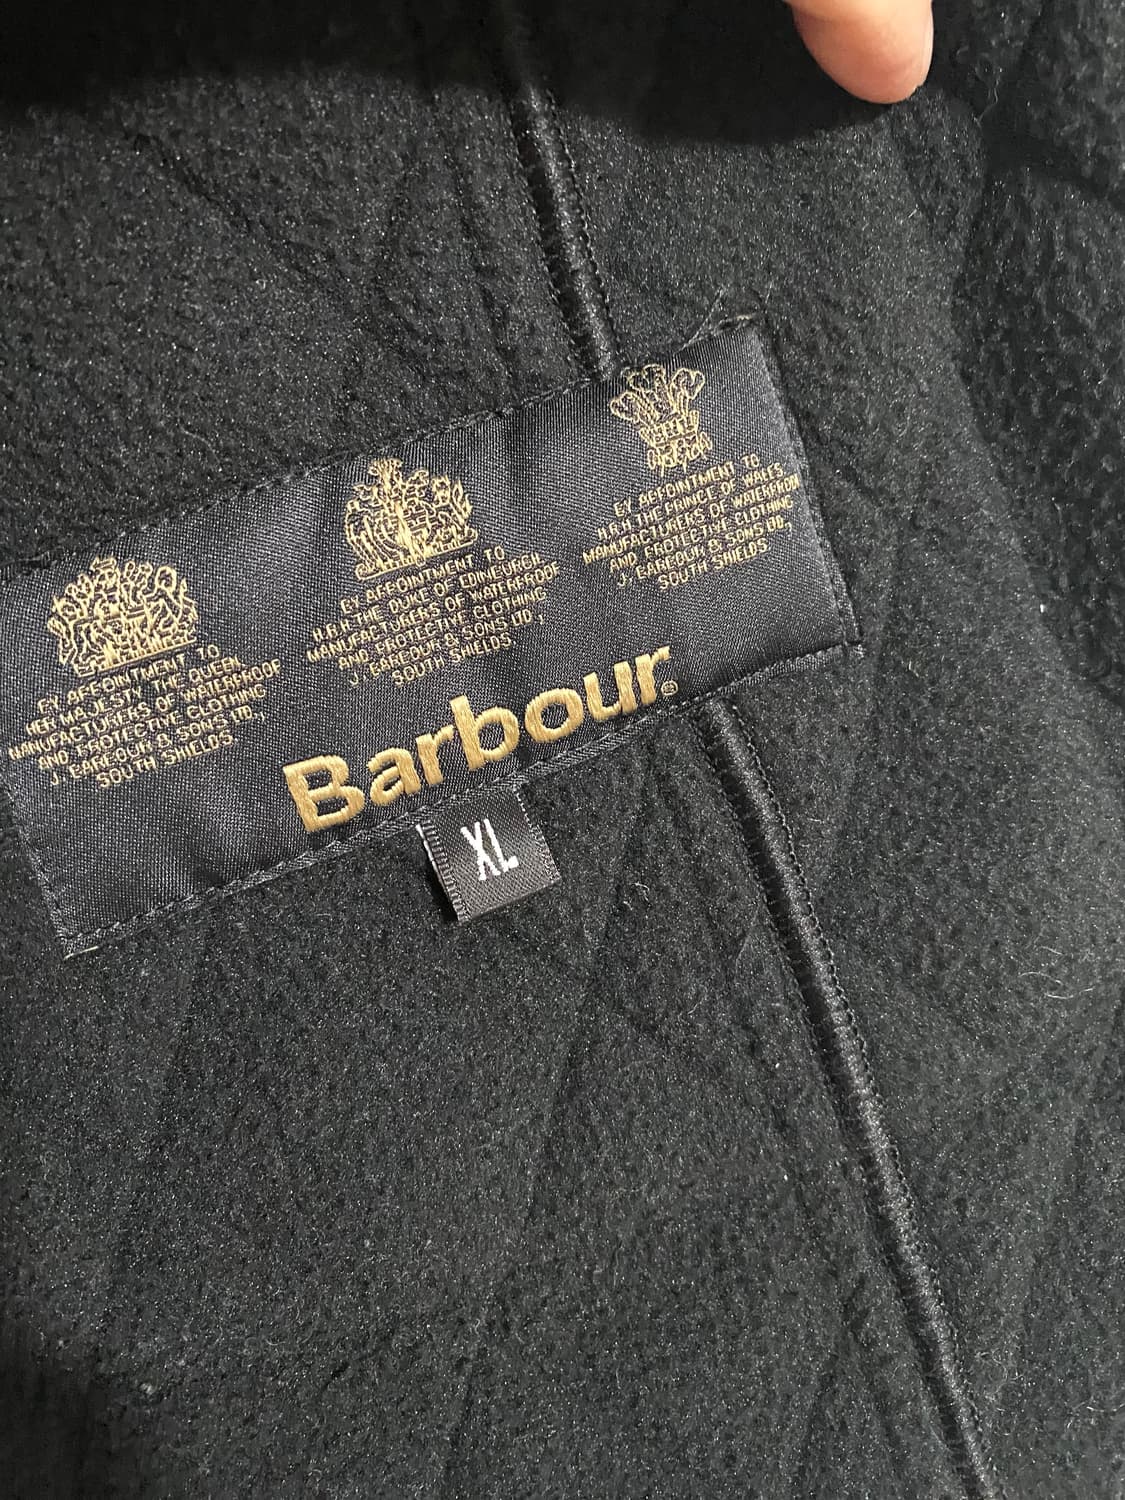 BY APPOINTMENT TO
HER MAJESTY THE QUEEN
MANUFACTURERS OF WATERPROOF
AND PROTECTIVE CLOTHING
J. BARBOUR & SONS LTD.,
SOUTH SHIELDS
BY APPOINTMENT TO
H.R.H. THE DUKE OF EDINBURGH
MANUFACTURERS OF WATERPROOF
AND PROTECTIVE CLOTHING
J. BARBOUR & SONS LTD.,
SOUTH SHIELDS
BY APPOINTMENT TO
H.R.H THE PRINCE OF WALES
MANUFACTURERS OF WATERPROOF
AND PROTECTIVE CLOTHING
J. BARBOUR & SONS LTD.,
SOUTH SHIELDS
Barbour®
XL